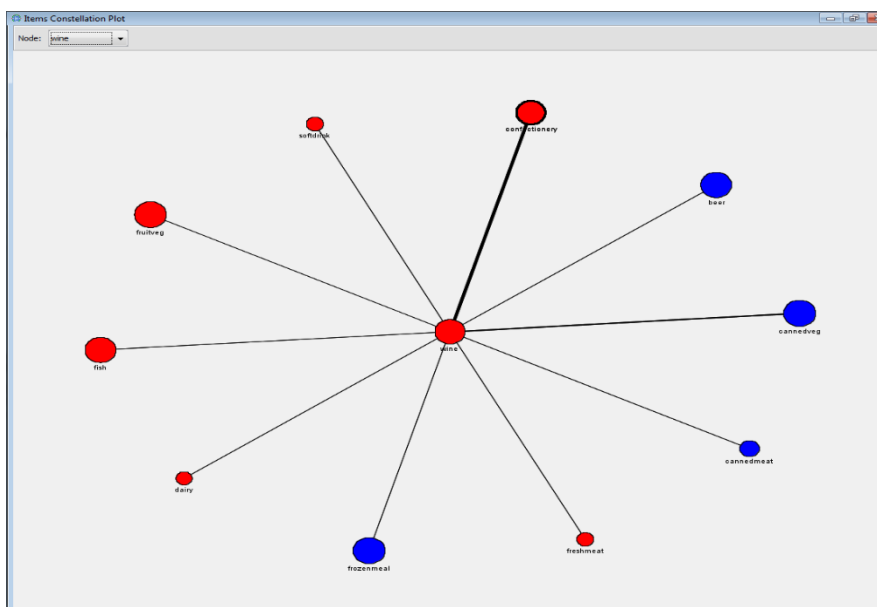 Items Constellation Plot
Node: wine
confectionery
softdrink
beer
fruitveg
cannedveg
wine
fish
cannedmeat
dairy
freshmeat
frozenmeal